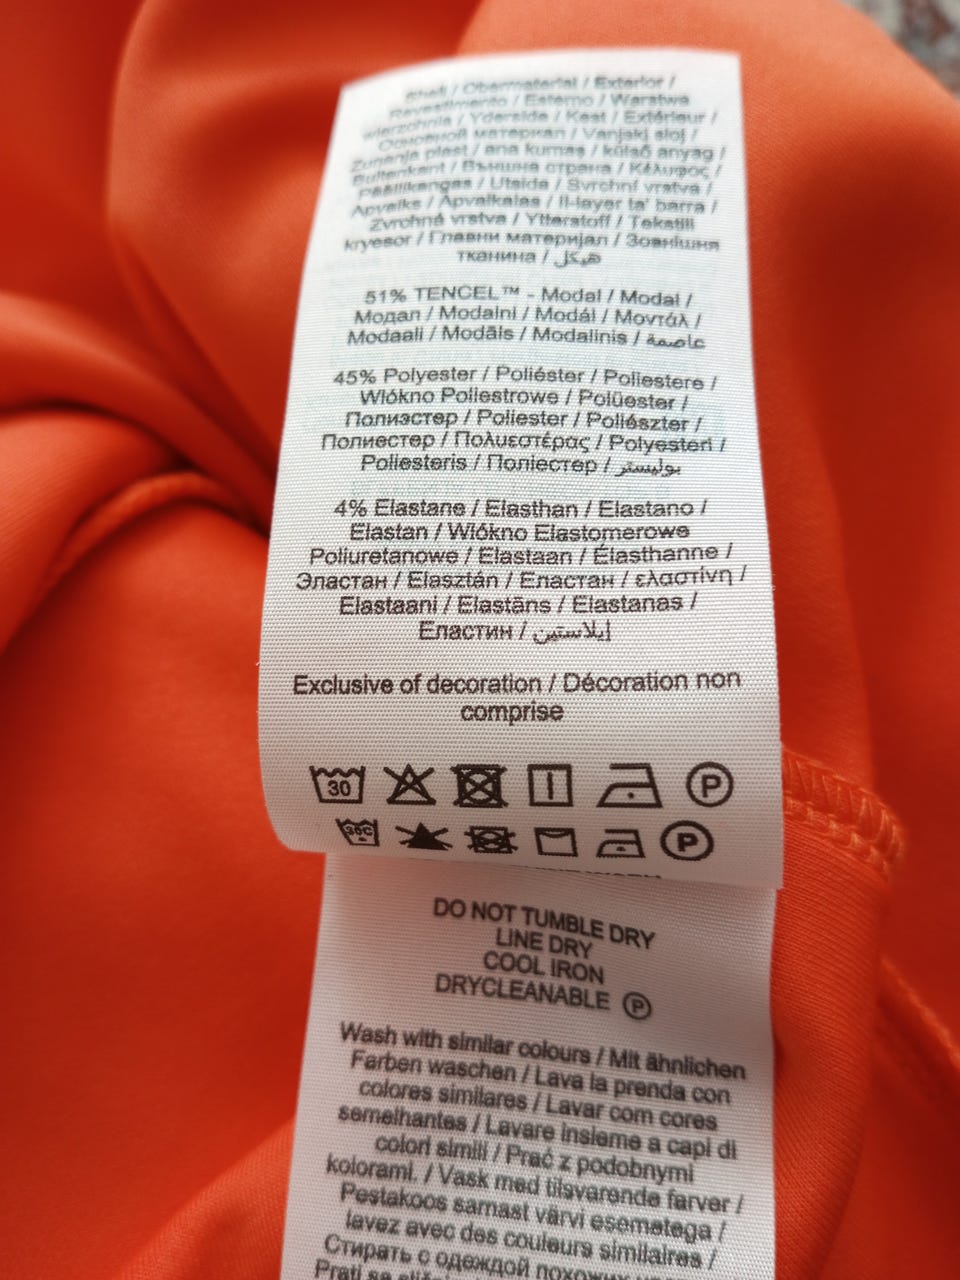 Shell / Obermaterial / Exterior /
Revestimento / Esterno / Warstwa
wierzchnia / Yderside / Kest / Extérieur /
Основной материал / Vanjski sloj /
Zunanja plast / ana kumaş / külső anyag /
Buitenkant / Външна страна / Κέλυφος /
Päällikangas / Utsida / Svrchní vrstva /
Apvalks / Apvalkalas / Il-layer ta' barra /
Zvrchná vrstva / Ytterstoff / Tekstili
kryesor / Главни материјал / Зовнішня
тканина / هيكل
51% TENCEL™ - Modal / Modal /
Модал / Modalni / Modál / Μοντάλ /
Modaali / Modāls / Modalinis / عاصمة
45% Polyester / Poliéster / Poliestere /
Wlókno Poliestrowe / Polüester /
Полиэстер / Poliester / Poliészter /
Полиестер / Πολυεστέρας / Polyesteri /
Poliesteris / Поліестер / بوليستر
4% Elastane / Elasthan / Elastano /
Elastan / Wlókno Elastomerowe
Poliuretanowe / Elastaan / Élasthanne /
Эластан / Elasztán / Еластан / ελαστίνη /
Elastaani / Elastāns / Elastanas /
Еластин / إيلاستين
Exclusive of decoration / Décoration non
comprise
30 P
P
DO NOT TUMBLE DRY
LINE DRY
COOL IRON
DRYCLEANABLE P
Wash with similar colours / Mit ähnlichen
Farben waschen / Lava la prenda con
colores similares / Lavar com cores
semelhantes / Lavare insieme a capi di
colori simili / Prać z podobnymi
kolorami. / Vask med tilsvarende farver /
Pestakoos samast värvi esemetega /
lavez avec des couleurs similaires /
Стирать с одеждой похожих
Prati sa